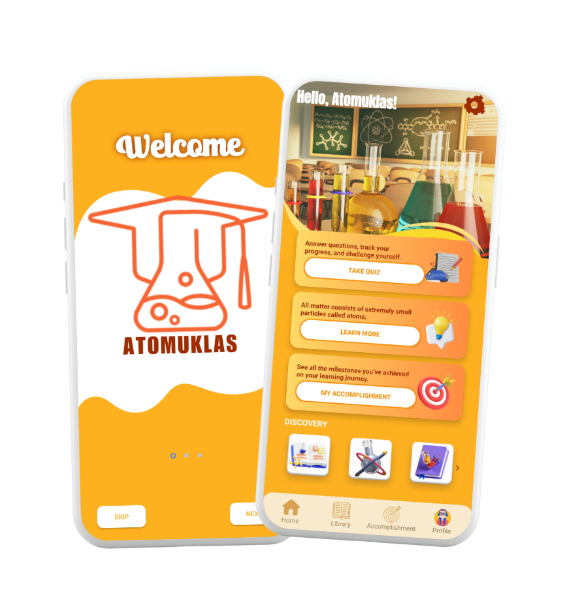 Welcome
ATOMUKLAS
SKIP
Hello, Atomuklas!
Answer questions, track your
progress, and challenge yourself.
TAKE QUIZ
All matter consists of extremely small
particles called atoms.
LEARN MORE
See all the milestones you've achieved
on your learning journey.
MY ACCOMPLISHMENT
DISCOVERY
Home
Library
Accomplishment
Profile